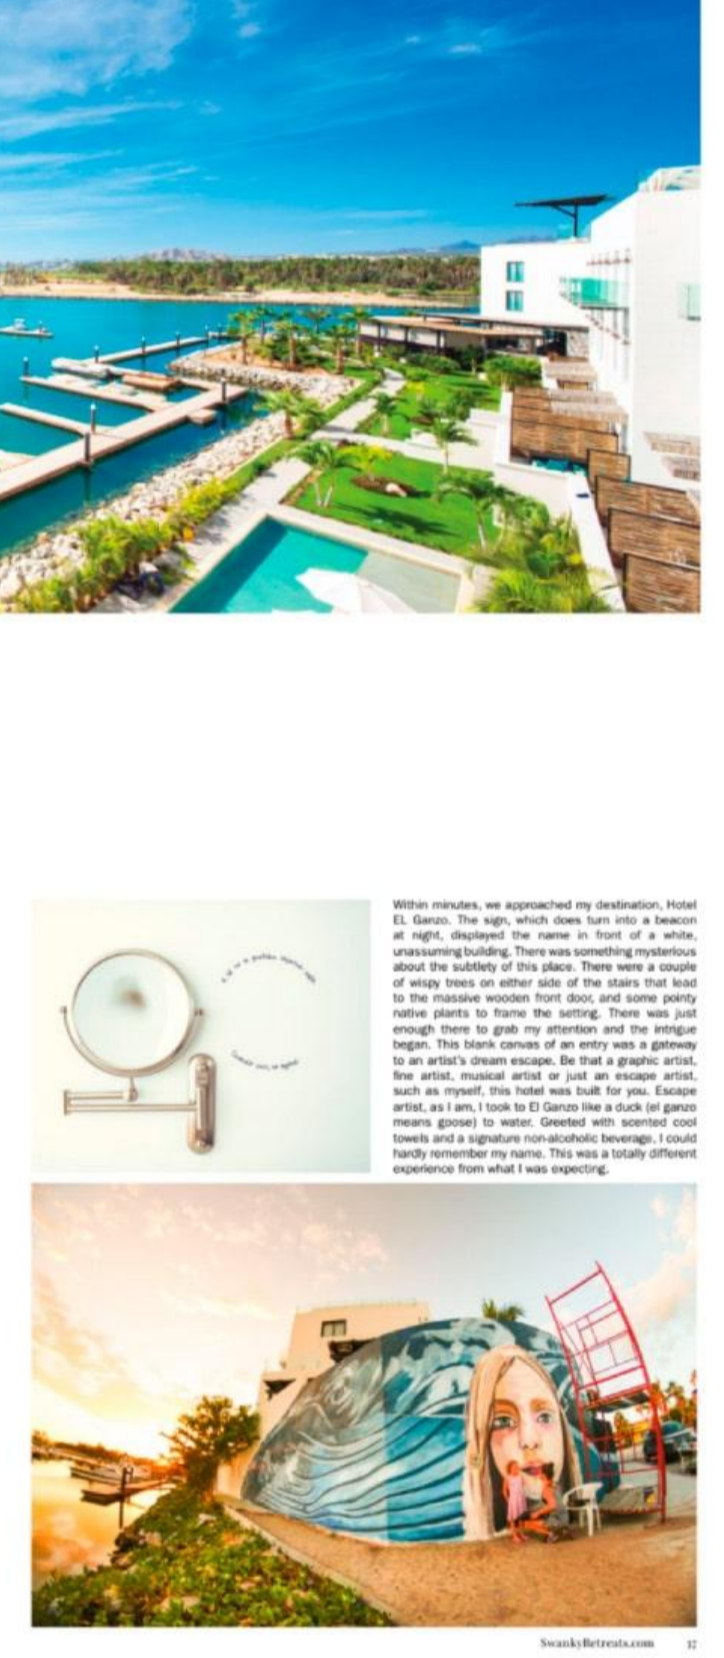 Within minutes, we approached my destination, Hotel
EL Ganzo. The sign, which does turn into a beacon
at night, displayed the name in front of a white,
unassuming building. There was something mysterious
about the subtlety of this place. There were a couple
of wispy trees on either side of the stairs that lead
to the massive wooden front door, and some pointy
native plants to frame the setting. There was just
enough there to grab my attention and the intrigue
began. This blank canvas of an entry was a gateway
to an artist's dream escape. Be that a graphic artist,
fine artist, musical artist or just an escape artist,
such as myself, this hotel was built for you. Escape
artist, as I am, I took to El Ganzo like a duck (el ganzo
means goose) to water. Greeted with scented cool
towels and a signature non-alcoholic beverage, I could
hardly remember my name. This was a totally different
experience from what I was expecting.
SwankyRetreats.com